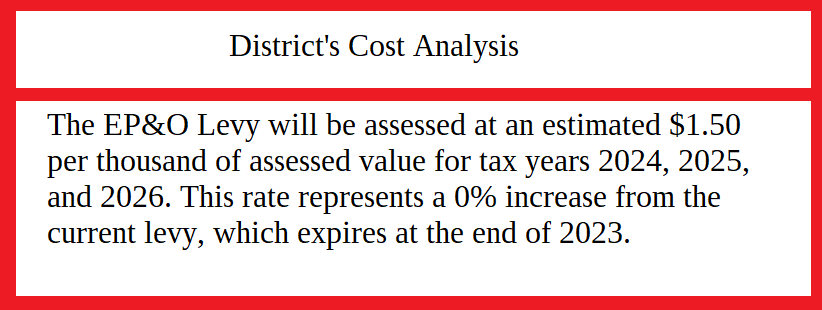 District's Cost Analysis
The EP&O Levy will be assessed at an estimated $1.50
per thousand of assessed value for tax years 2024, 2025,
and 2026. This rate represents a 0% increase from the
current levy, which expires at the end of 2023.